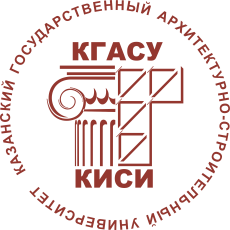 КАЗАНСКИЙ ГОСУДАРСТВЕННЫЙ АРХИТЕКТУРНО-СТРОИТЕЛЬНЫЙ УНИВЕРСИТЕТ
КГАСУ
КИСИ